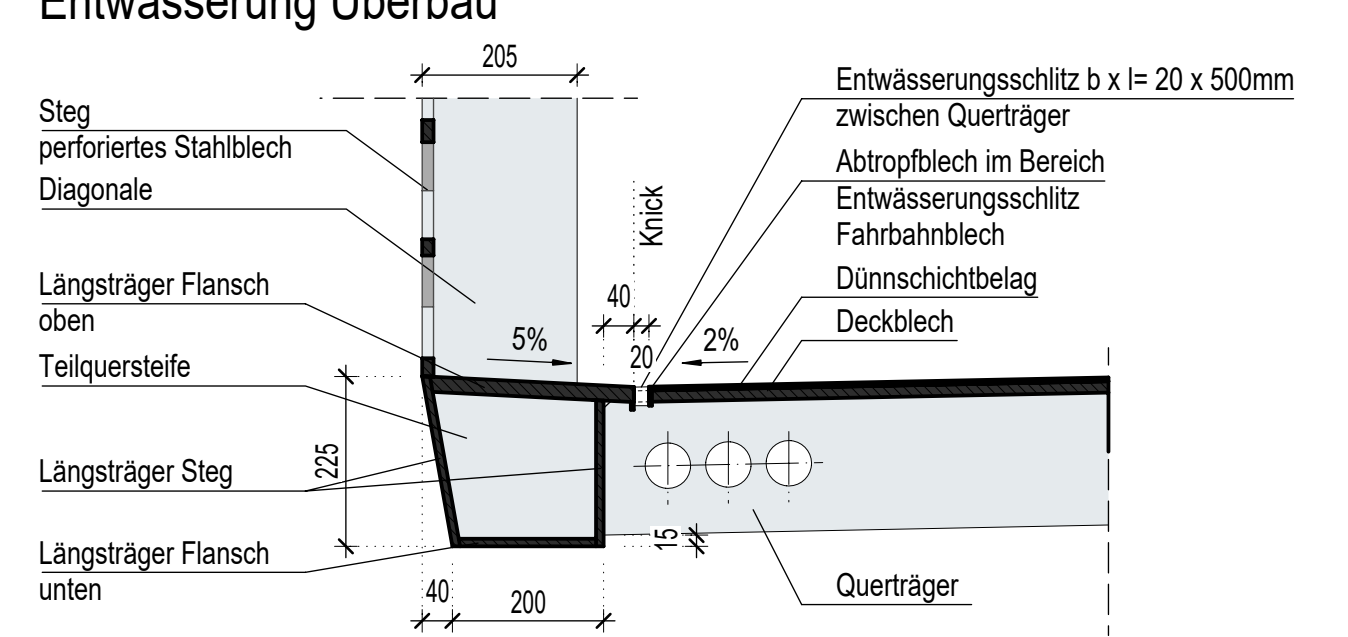 Entwässerung Überbau
205
Steg
perforiertes Stahlblech
Diagonale
Längsträger Flansch
oben
Teilquersteife
Längsträger Steg
Längsträger Flansch
unten
Entwässerungsschlitz b x l= 20 x 500mm
zwischen Querträger
Abtropfblech im Bereich
Entwässerungsschlitz
Fahrbahnblech
Dünnschichtbelag
Deckblech
Knick
40
5%
20
2%
225
15
40
200
Querträger